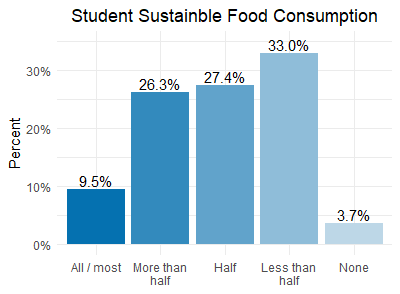 Student Sustainble Food Consumption
33.0%
27.4%
26.3%
9.5%
3.7%
30%
20%
10%
0%
Percent
All / most
More than
half
Half
Less than
half
None